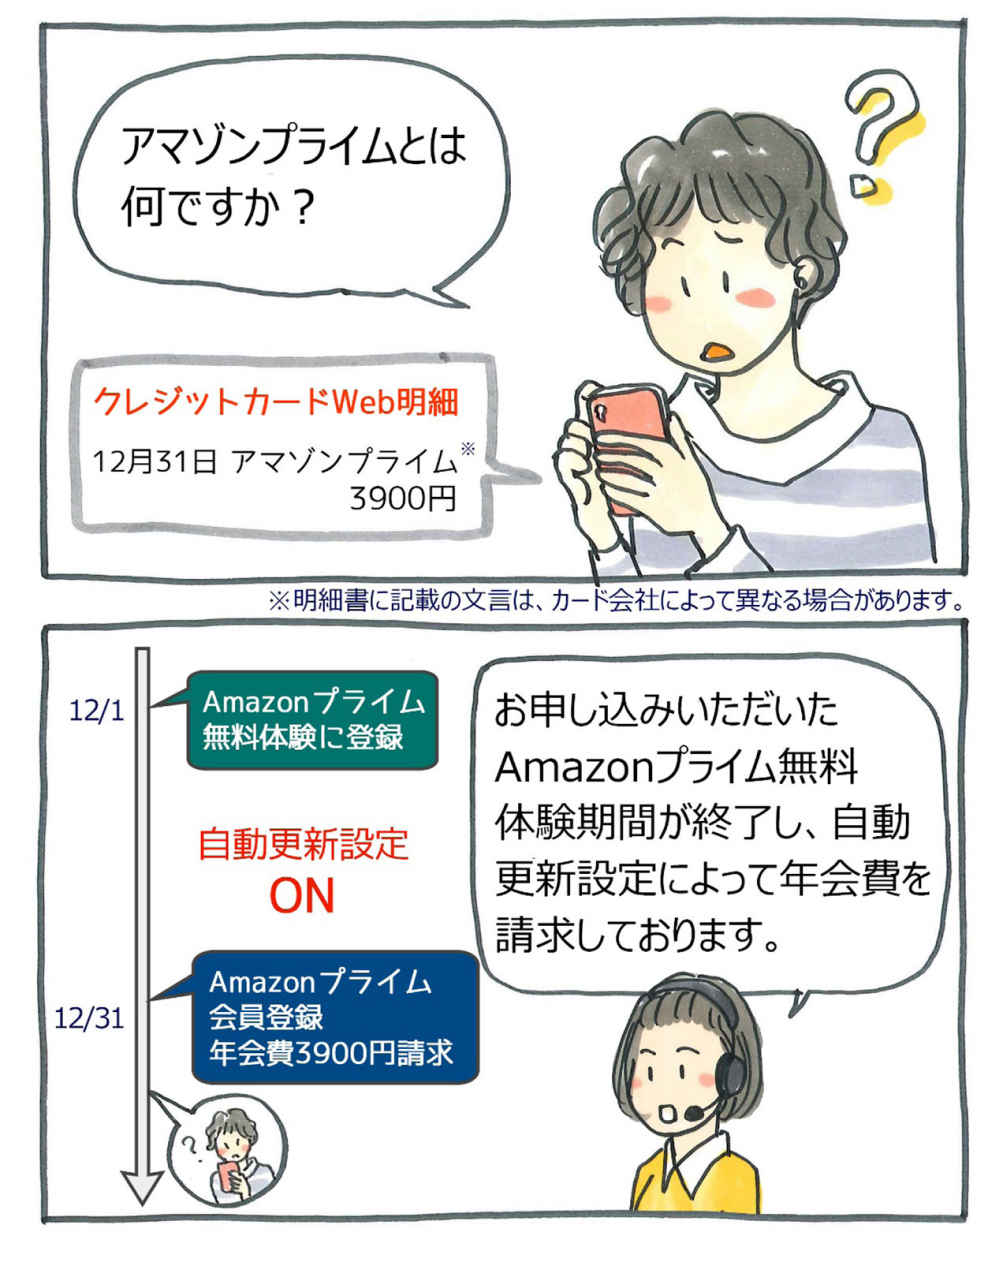 アマゾンプライムとは
何ですか？
クレジットカードWeb明細
12月31日 アマゾンプライム※
3900円
※明細書に記載の文言は、カード会社によって異なる場合があります。
12/1
Amazonプライム
無料体験に登録
自動更新設定
ON
12/31
Amazonプライム
会員登録
年会費3900円請求
お申し込みいただいた
Amazonプライム無料
体験期間が終了し、自動
更新設定によって年会費を
請求しております。